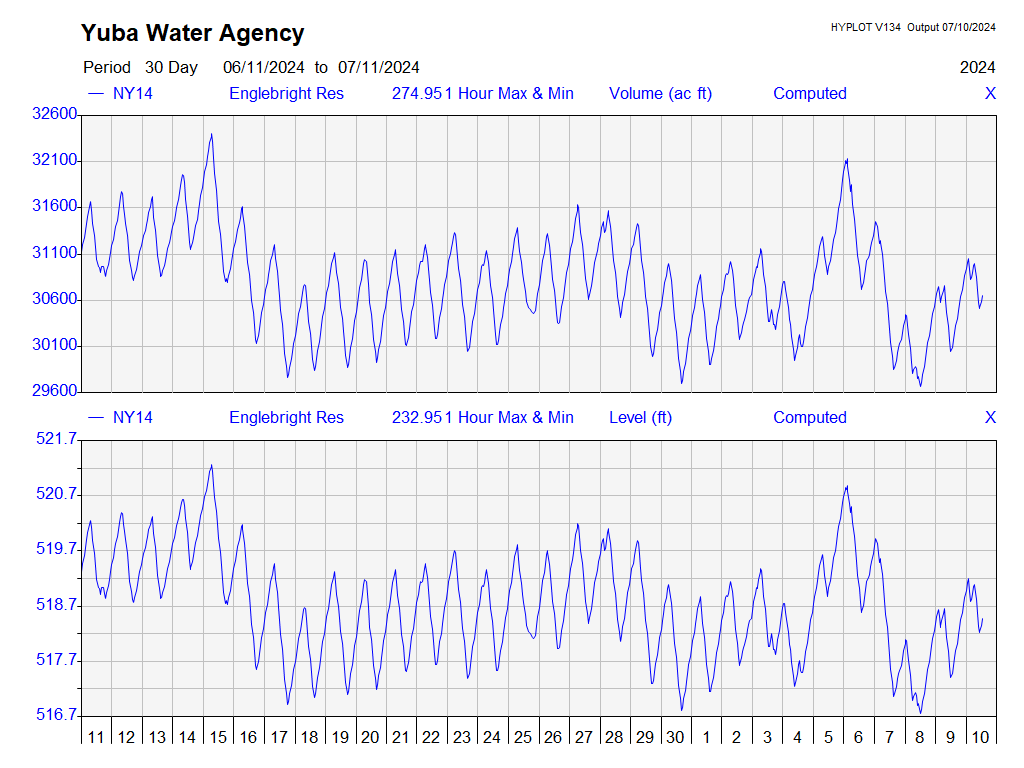 Yuba Water Agency
HYPLOT V134 Output 07/10/2024
Period 30 Day 06/11/2024 to 07/11/2024 2024
NY14 Englebright Res 274.951 Hour Max & Min Volume (ac ft) Computed X
32600
32100
31600
31100
30600
30100
29600
NY14 Englebright Res 232.951 Hour Max & Min Level (ft) Computed X
521.7
520.7
519.7
518.7
517.7
516.7
11 12 13 14 15 16 17 18 19 20 21 22 23 24 25 26 27 28 29 30 1 2 3 4 5 6 7 8 9 10